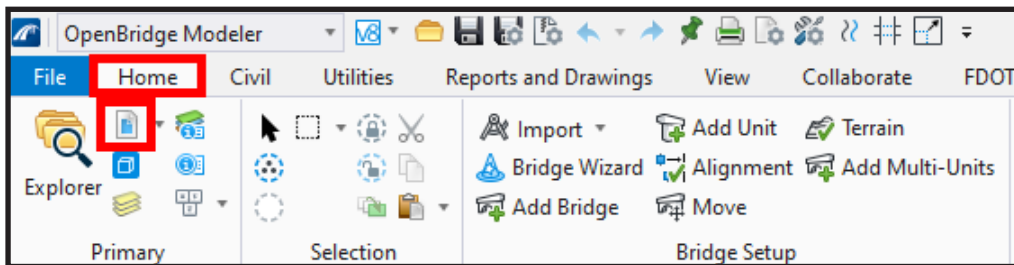 OpenBridge Modeler V8
File Home Civil Utilities Reports and Drawings View Collaborate FDOT
Import Add Unit Terrain
Explorer Bridge Wizard Alignment Add Multi-Units
Add Bridge Move
Primary Selection Bridge Setup